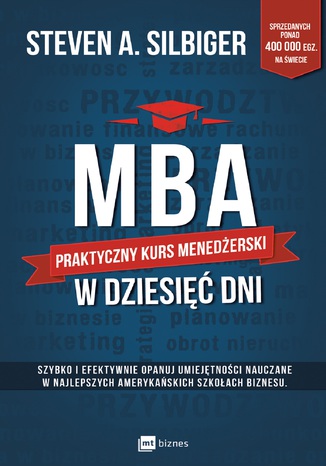 STEVEN A. SILBIGER
SPRZEDANYCH
PONAD
400 000 EGZ.
NA ŚWIECIE
MBA
PRAKTYCZNY KURS MENEDŻERSKI
W DZIESIĘĆ DNI
SZYBKO I EFEKTYWNIE OPANUJ UMIEJĘTNOŚCI NAUCZANE
W NAJLEPSZYCH AMERYKAŃSKICH SZKOŁACH BIZNESU.
mt biznes